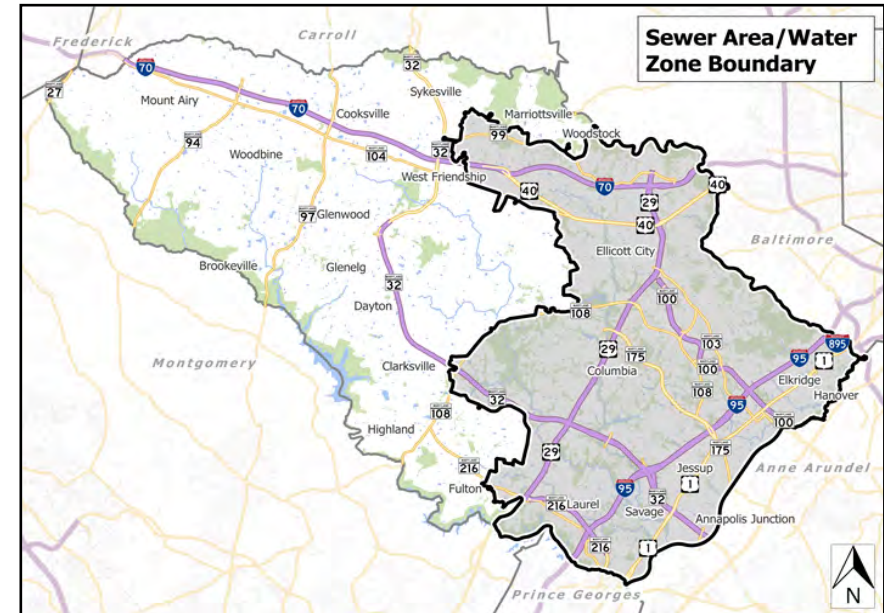 Sewer Area/Water
Zone Boundary
Frederick
Carroll
32
70
27
Mount Airy
Sykesville
70
Cooksville
Marriottsville
94
99
Woodstock
Woodbine
104
32
West Friendship
40
70
40
29
97
Glenwood
40
Baltimore
Ellicott City
Brookeville
Glenelg
32
100
Dayton
108
103
895
Montgomery
29
175
95
1
Clarksville
Columbia
100
Elkridge
108
Hanover
32
95
108
100
Highland
29
175
216
Jessup
Anne Arundel
Fulton
95
32
1
216
Laurel
Savage
Annapolis Junction
216
1
Prince Georges
N